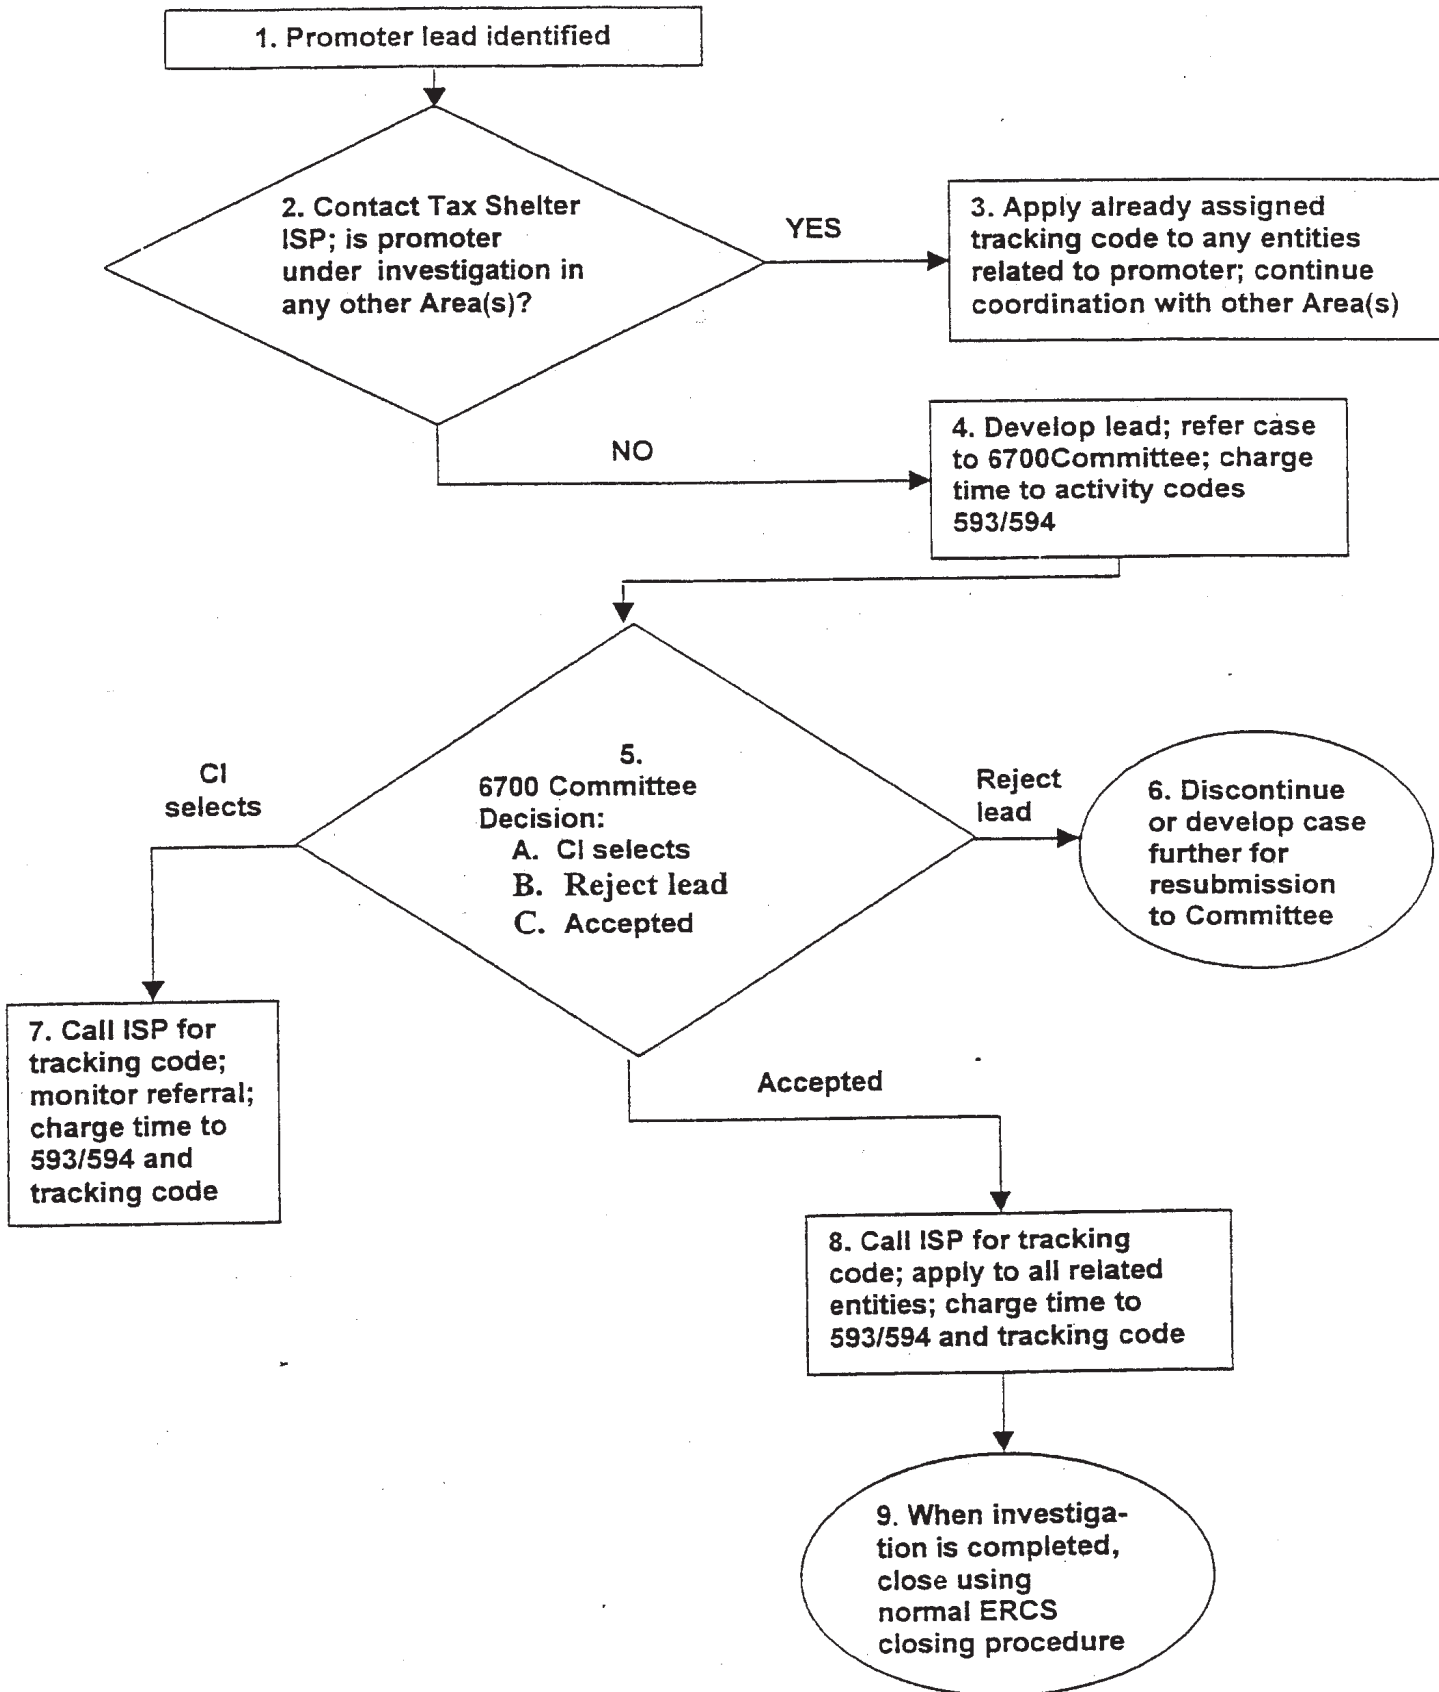 1. Promoter lead identified
2. Contact Tax Shelter
ISP; is promoter
under investigation in
any other Area(s)?
YES
3. Apply already assigned
tracking code to any entities
related to promoter; continue
coordination with other Area(s)
NO
4. Develop lead; refer case
to 6700Committee; charge
time to activity codes
593/594
5.
6700 Committee
Decision:
A. CI selects
B. Reject lead
C. Accepted
CI
selects
Reject
lead
6. Discontinue
or develop case
further for
resubmission
to Committee
7. Call ISP for
tracking code;
monitor referral;
charge time to
593/594 and
tracking code
Accepted
8. Call ISP for tracking
code; apply to all related
entities; charge time to
593/594 and tracking code
9. When investiga-
tion is completed,
close using
normal ERCS
closing procedure